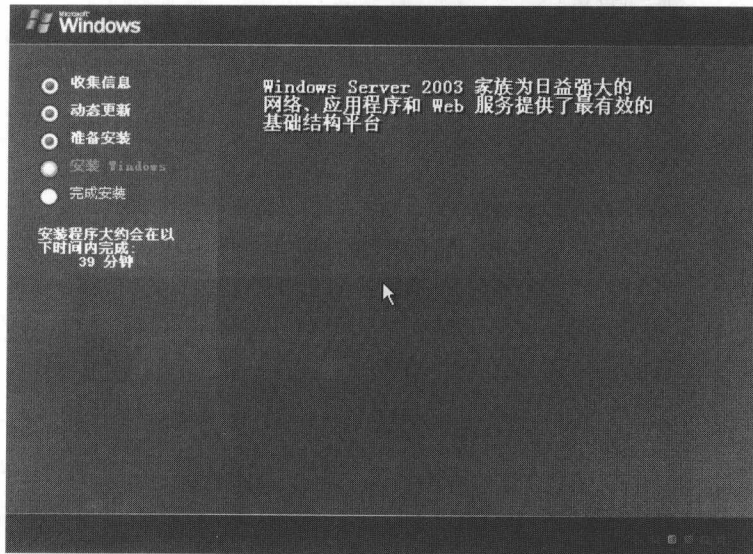 Microsoft
Windows
收集信息
动态更新
准备安装
安装 Windows
完成安装
安装程序大约会在以
下时间内完成:
39 分钟
Windows Server 2003 家族为日益强大的
网络、应用程序和 Web 服务提供了最有效的
基础结构平台